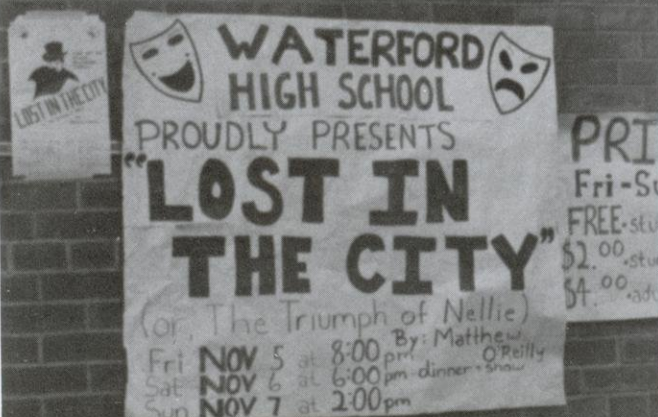 LOST IN THE CITY
WATERFORD
HIGH SCHOOL
PROUDLY PRESENTS
"LOST IN
THE CITY"
(or, The Triumph of Nellie)
By: Matthew
O'Reilly
Fri NOV 5 at 8:00 pm
Sat NOV 6 at 6:00 pm-dinner + show
Sun NOV 7 at 2:00 pm
PRI
Fri-Su
FREE-stu
$2.00-stu
$4.00-adu